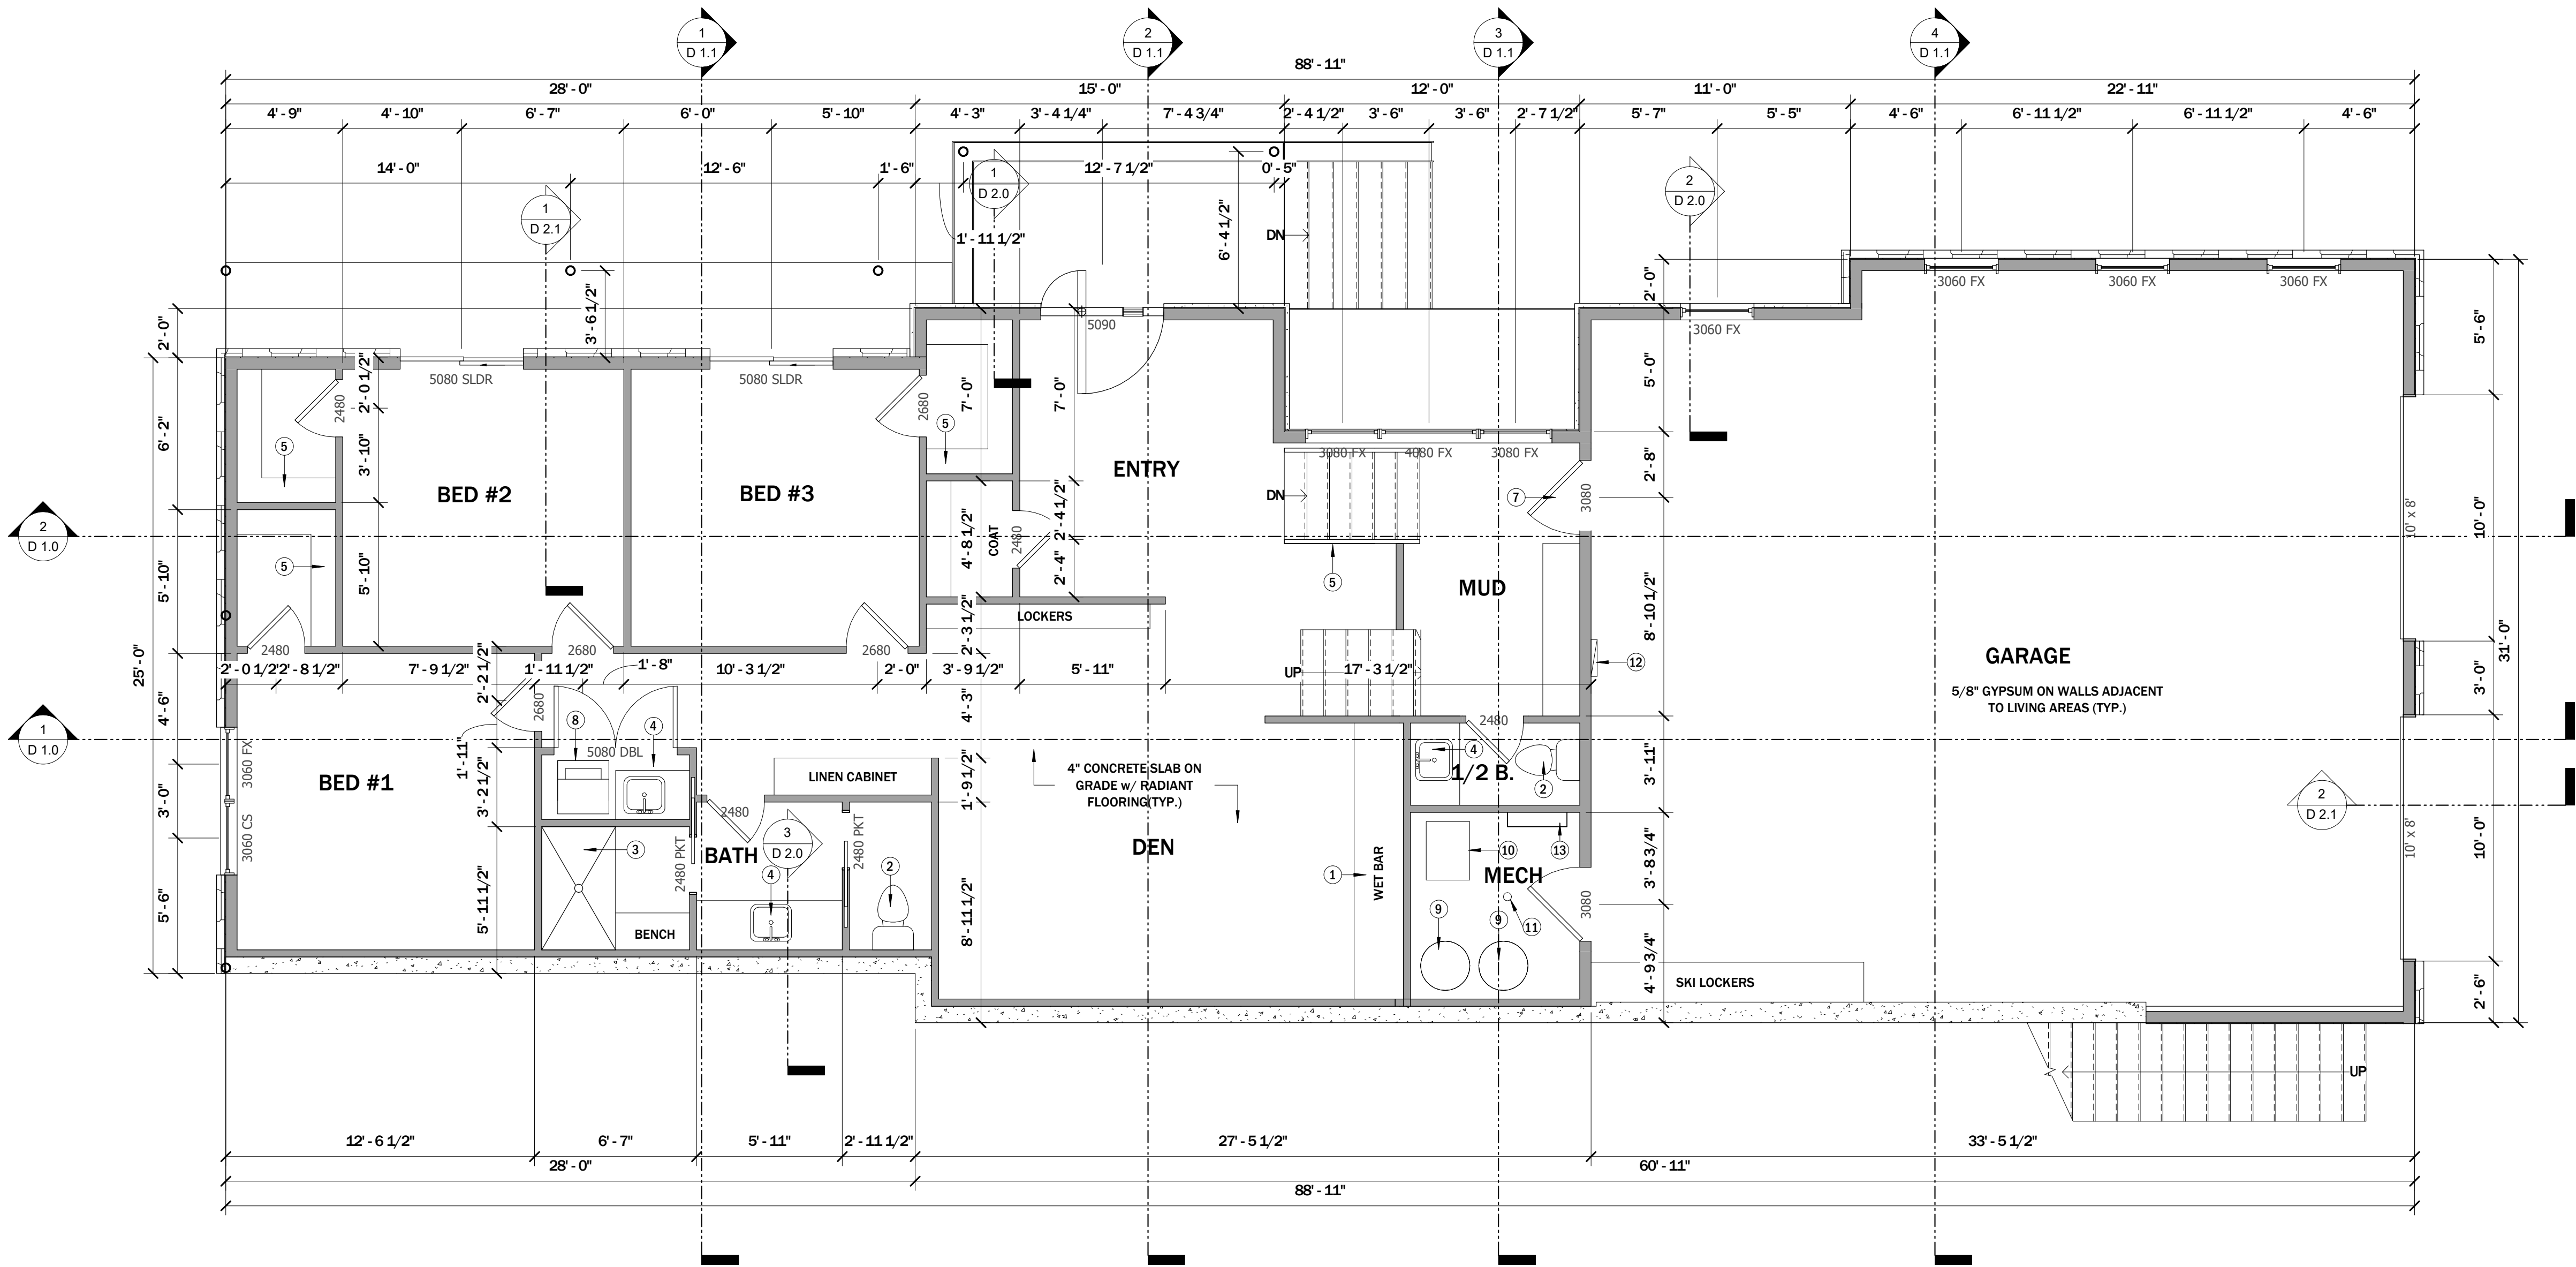 1
D 1.1
2
D 1.1
3
D 1.1
4
D 1.1
88'-11"
28'-0"
15'-0"
12'-0"
11'-0"
22'-11"
4'-9"
4'-10"
6'-7"
6'-0"
5'-10"
4'-3"
3'-4 1/4"
7'-4 3/4"
2'-4 1/2"
3'-6"
3'-6"
2'-7 1/2"
5'-7"
5'-5"
4'-6"
6'-11 1/2"
6'-11 1/2"
4'-6"
14'-0"
12'-6"
1'-6"
12'-7 1/2"
0'-5"
1
D 2.0
2
D 2.0
1
D 2.1
1'-11 1/2"
6'-4 1/2"
DN
3'-6 1/2"
2'-0"
2'-0"
3060 FX
3060 FX
3060 FX
3060 FX
5090
5080 SLDR
5080 SLDR
2'-0 1/2"
2480
2680
7'-0"
7'-0"
5'-0"
5'-6"
6'-2"
3'-10"
5
5
BED #2
BED #3
ENTRY
3080 FX
4080 FX
3080 FX
2'-8"
DN
7
3080
2
D 1.0
10' x 8'
10'-0"
4'-8 1/2"
COAT
2480
2'-4 1/2"
2'-4"
5'-10"
5
5'-10"
5
MUD
8'-10 1/2"
LOCKERS
2'-3 1/2"
2480
2680
2680
25'-0"
31'-0"
GARAGE
5/8" GYPSUM ON WALLS ADJACENT
TO LIVING AREAS (TYP.)
12
3'-0"
2'-0 1/2"
2'-8 1/2"
7'-9 1/2"
2'-2 1/2"
1'-11 1/2"
1'-8"
10'-3 1/2"
2'-0"
3'-9 1/2"
5'-11"
UP
17'-3 1/2"
4'-6"
2680
4'-3"
8
4
2480
1
D 1.0
3060 FX
1'-11"
5080 DBL
4
1/2 B.
2
3'-11"
BED #1
LINEN CABINET
1'-9 1/2"
4" CONCRETE SLAB ON
GRADE w/ RADIANT
FLOORING(TYP.)
3'-0"
3'-2 1/2"
2480
2
D 2.1
3060 CS
3
BATH
3
D 2.0
2480 PKT
2480 PKT
10' x 8'
10'-0"
DEN
WET BAR
1
10
13
MECH
3'-8 3/4"
4
2
9
9
11
3080
5'-6"
5'-11 1/2"
BENCH
8'-11 1/2"
4'-9 3/4"
SKI LOCKERS
2'-6"
UP
12'-6 1/2"
6'-7"
5'-11"
2'-11 1/2"
27'-5 1/2"
33'-5 1/2"
28'-0"
60'-11"
88'-11"